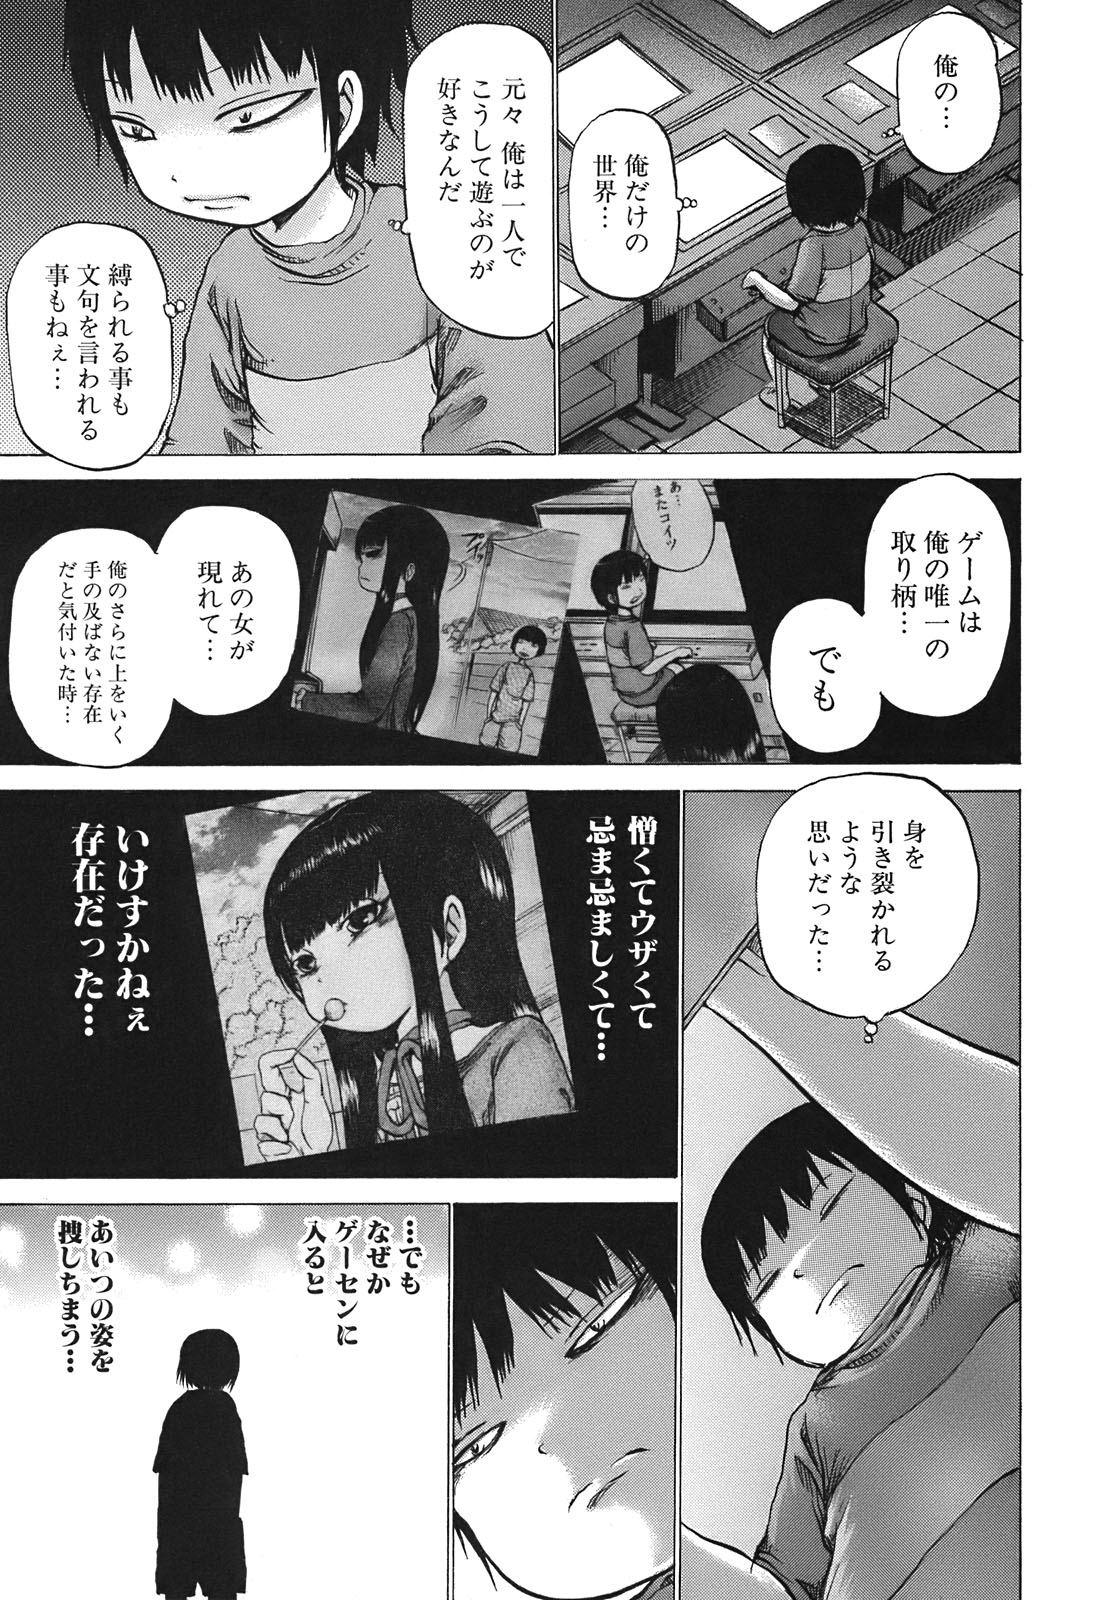 俺の…
俺だけの
世界…
元々 俺は一人で
こうして遊ぶのが
好きなんだ
縛られる事も
文句を言われる
事もねぇ…
ゲームは
俺の唯一の
取り柄…
でも
あ…
またコイツ
あの女が
現れて…
俺のさらに上をいく
手の及ばない存在
だと気付いた時…
身を
引き裂かれる
ような
思いだった…
憎くてウザくて
忌ま忌ましくて…
いけすかねぇ
存在だった…
…でも
なぜか
ゲーセンに
入ると
あいつの姿を
捜しちまう…